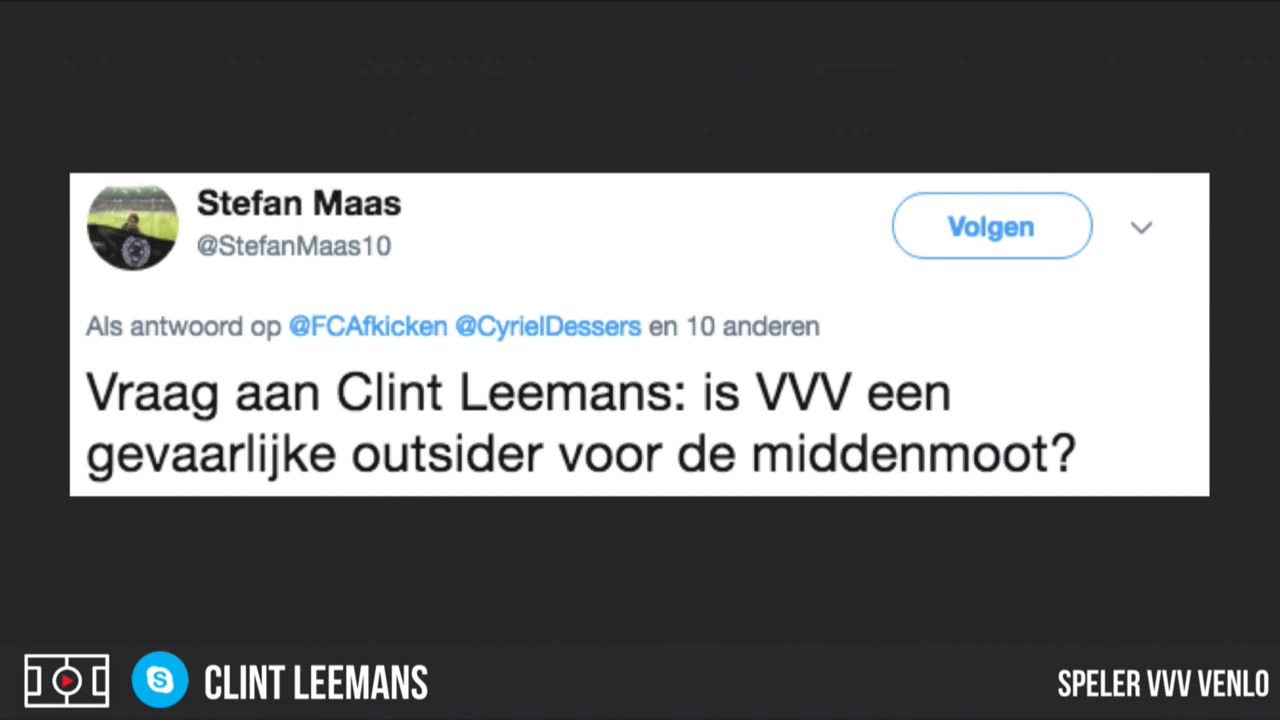 Stefan Maas
@StefanMaas10
Volgen
Als antwoord op @FCAfkicken @CyrielDessers en 10 anderen
Vraag aan Clint Leemans: is VVV een
gevaarlijke outsider voor de middenmoot?
CLINT LEEMANS
SPELER VVV VENLO